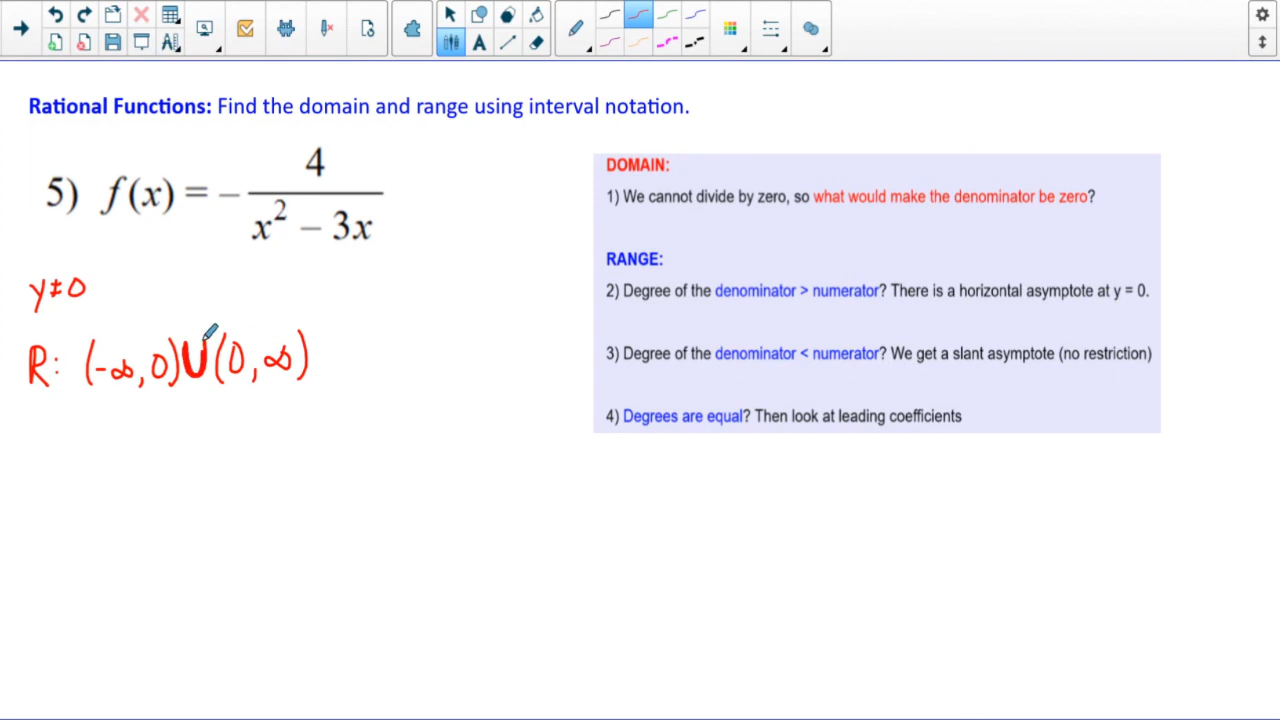 Rational Functions: Find the domain and range using interval notation.
5) f(x) = - 4 / (x² - 3x)
y ≠ 0
R: (-∞, 0) U (0, ∞)
DOMAIN:
1) We cannot divide by zero, so what would make the denominator be zero?
RANGE:
2) Degree of the denominator > numerator? There is a horizontal asymptote at y = 0.
3) Degree of the denominator < numerator? We get a slant asymptote (no restriction)
4) Degrees are equal? Then look at leading coefficients